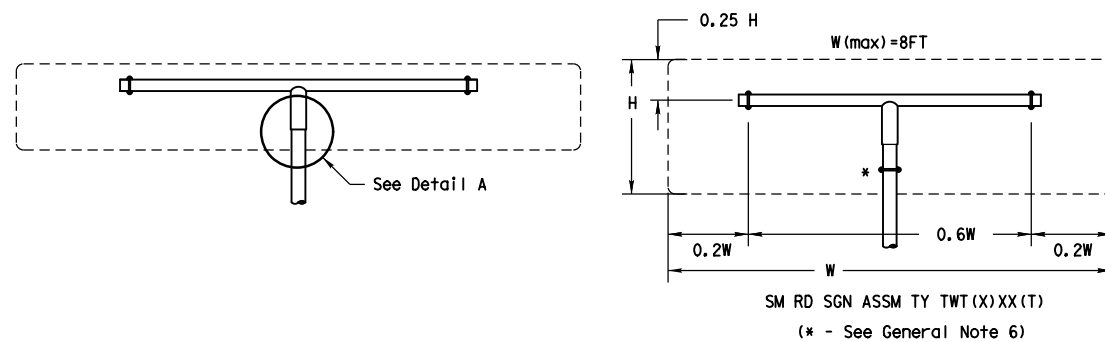 See Detail A
0.25 H
W(max)=8FT
H
*
0.2W
0.6W
0.2W
W
SM RD SGN ASSM TY TWT(X)XX(T)
(* - See General Note 6)